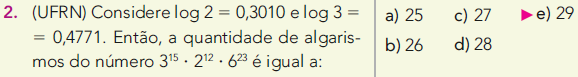 2. (UFRN) Considere log 2 = 0,3010 e log 3 =
= 0,4771. Então, a quantidade de algaris-
mos do número 3¹⁵ · 2¹² · 6²³ é igual a:
a) 25 c) 27 ▶e) 29
b) 26 d) 28